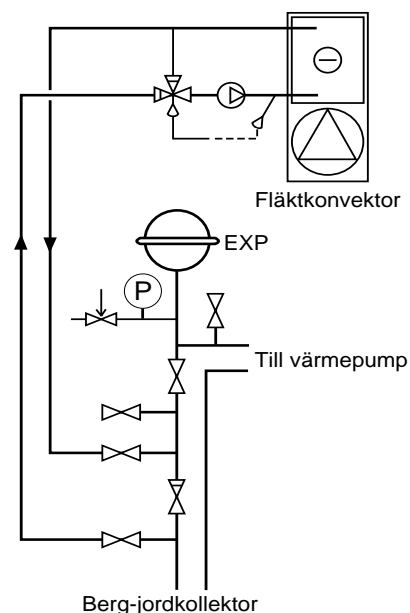 Fläktkonvektor
EXP
P
Till värmepump
Berg-jordkollektor